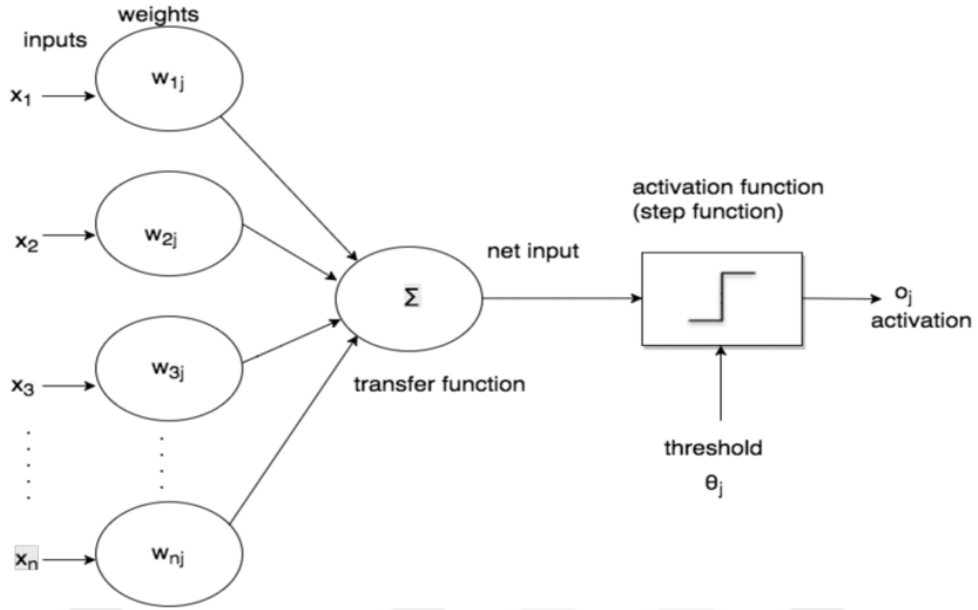 weights
inputs
w1j
x1
activation function
(step function)
x2
w2j
net input
Σ
oj
activation
x3
w3j
transfer function
threshold
θj
xn
wnj